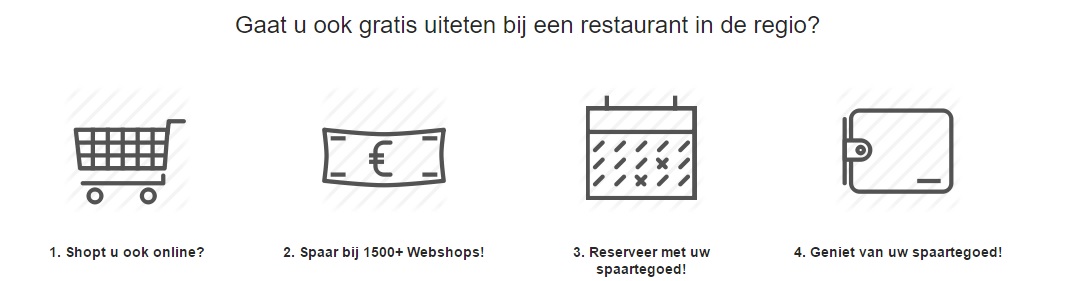 Gaat u ook gratis uiteten bij een restaurant in de regio?
€
1. Shopt u ook online?
2. Spaar bij 1500+ Webshops!
3. Reserveer met uw
spaartegoed!
4. Geniet van uw spaartegoed!